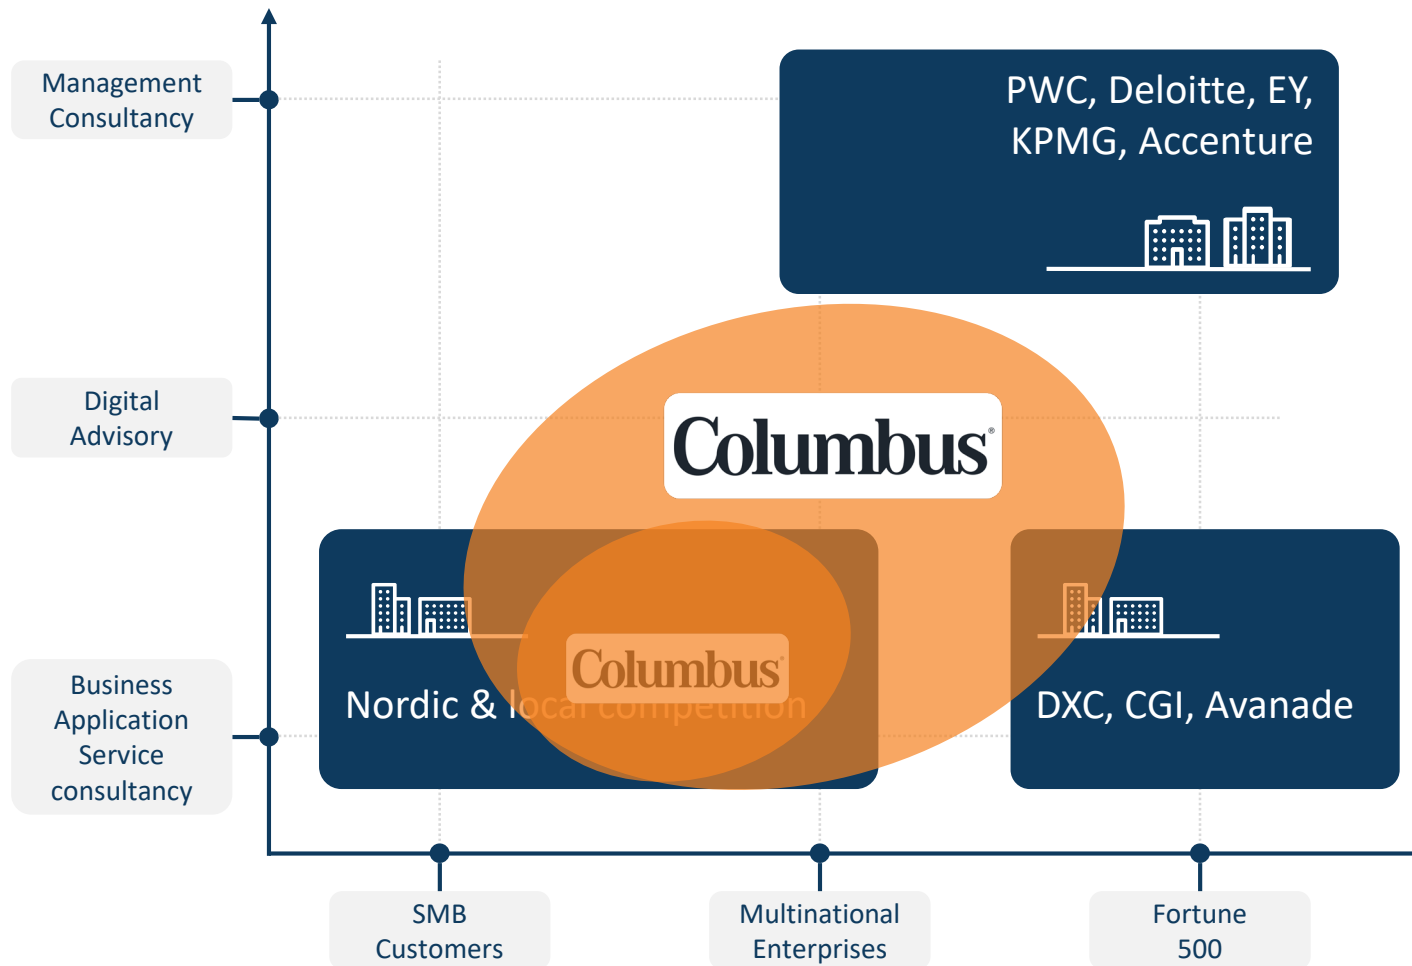 Management
Consultancy
PWC, Deloitte, EY,
KPMG, Accenture
Digital
Advisory
Columbus®
Columbus®
Nordic & local competition
DXC, CGI, Avanade
Business
Application
Service
consultancy
SMB
Customers
Multinational
Enterprises
Fortune
500